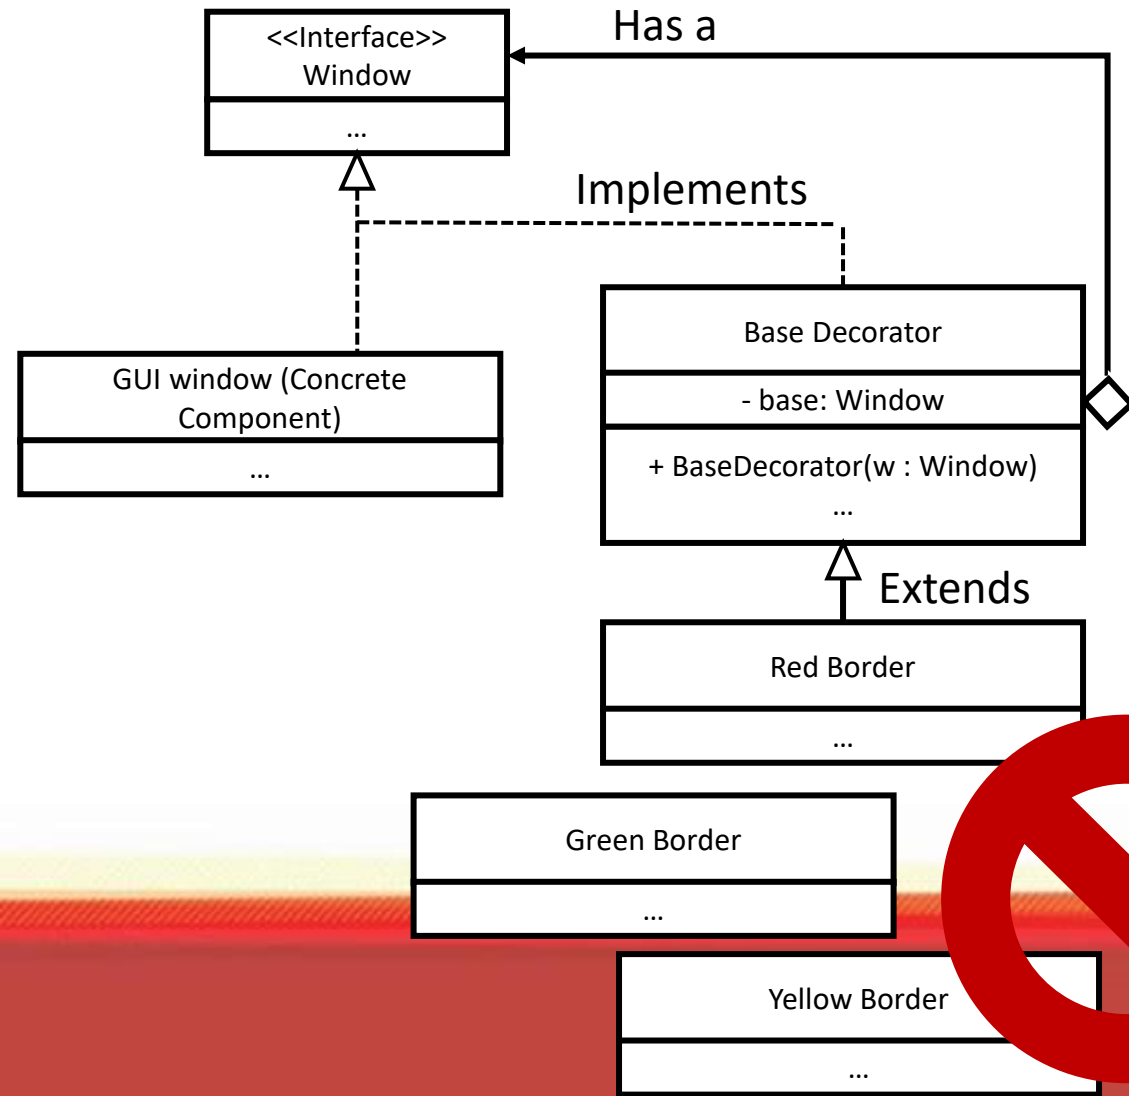 Has a
<<Interface>>
Window
...
Implements
Base Decorator
GUI window (Concrete
Component)
...
- base: Window
+ BaseDecorator(w : Window)
...
Extends
Red Border
...
Green Border
...
Yellow Border
...